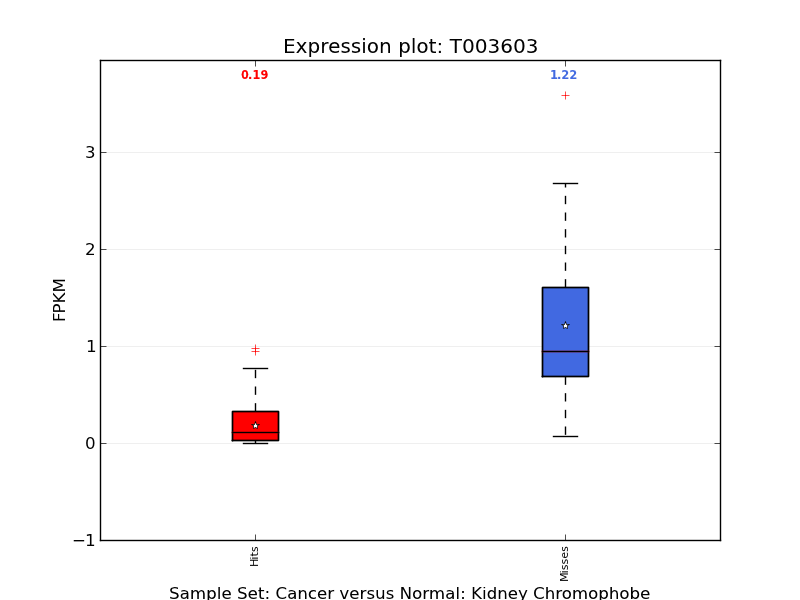 Expression plot: T003603
0.19
1.22
3
2
1
0
−1
FPKM
Hits
Misses
Sample Set: Cancer versus Normal: Kidney Chromophobe